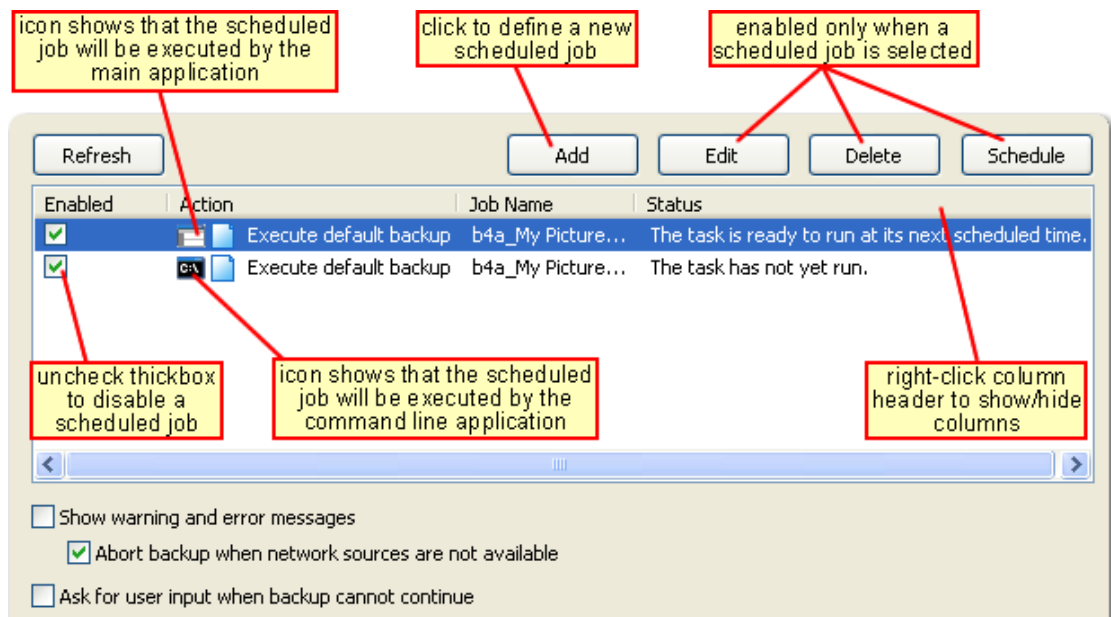 icon shows that the scheduled
job will be executed by the
main application
click to define a new
scheduled job
enabled only when a
scheduled job is selected
Refresh
Add
Edit
Delete
Schedule
Enabled
Action
Job Name
Status
Execute default backup
b4a_My Picture...
The task is ready to run at its next scheduled time.
C:\
Execute default backup
b4a_My Picture...
The task has not yet run.
uncheck thickbox
to disable a
scheduled job
icon shows that the scheduled
job will be executed by the
command line application
right-click column
header to show/hide
columns
Show warning and error messages
Abort backup when network sources are not available
Ask for user input when backup cannot continue